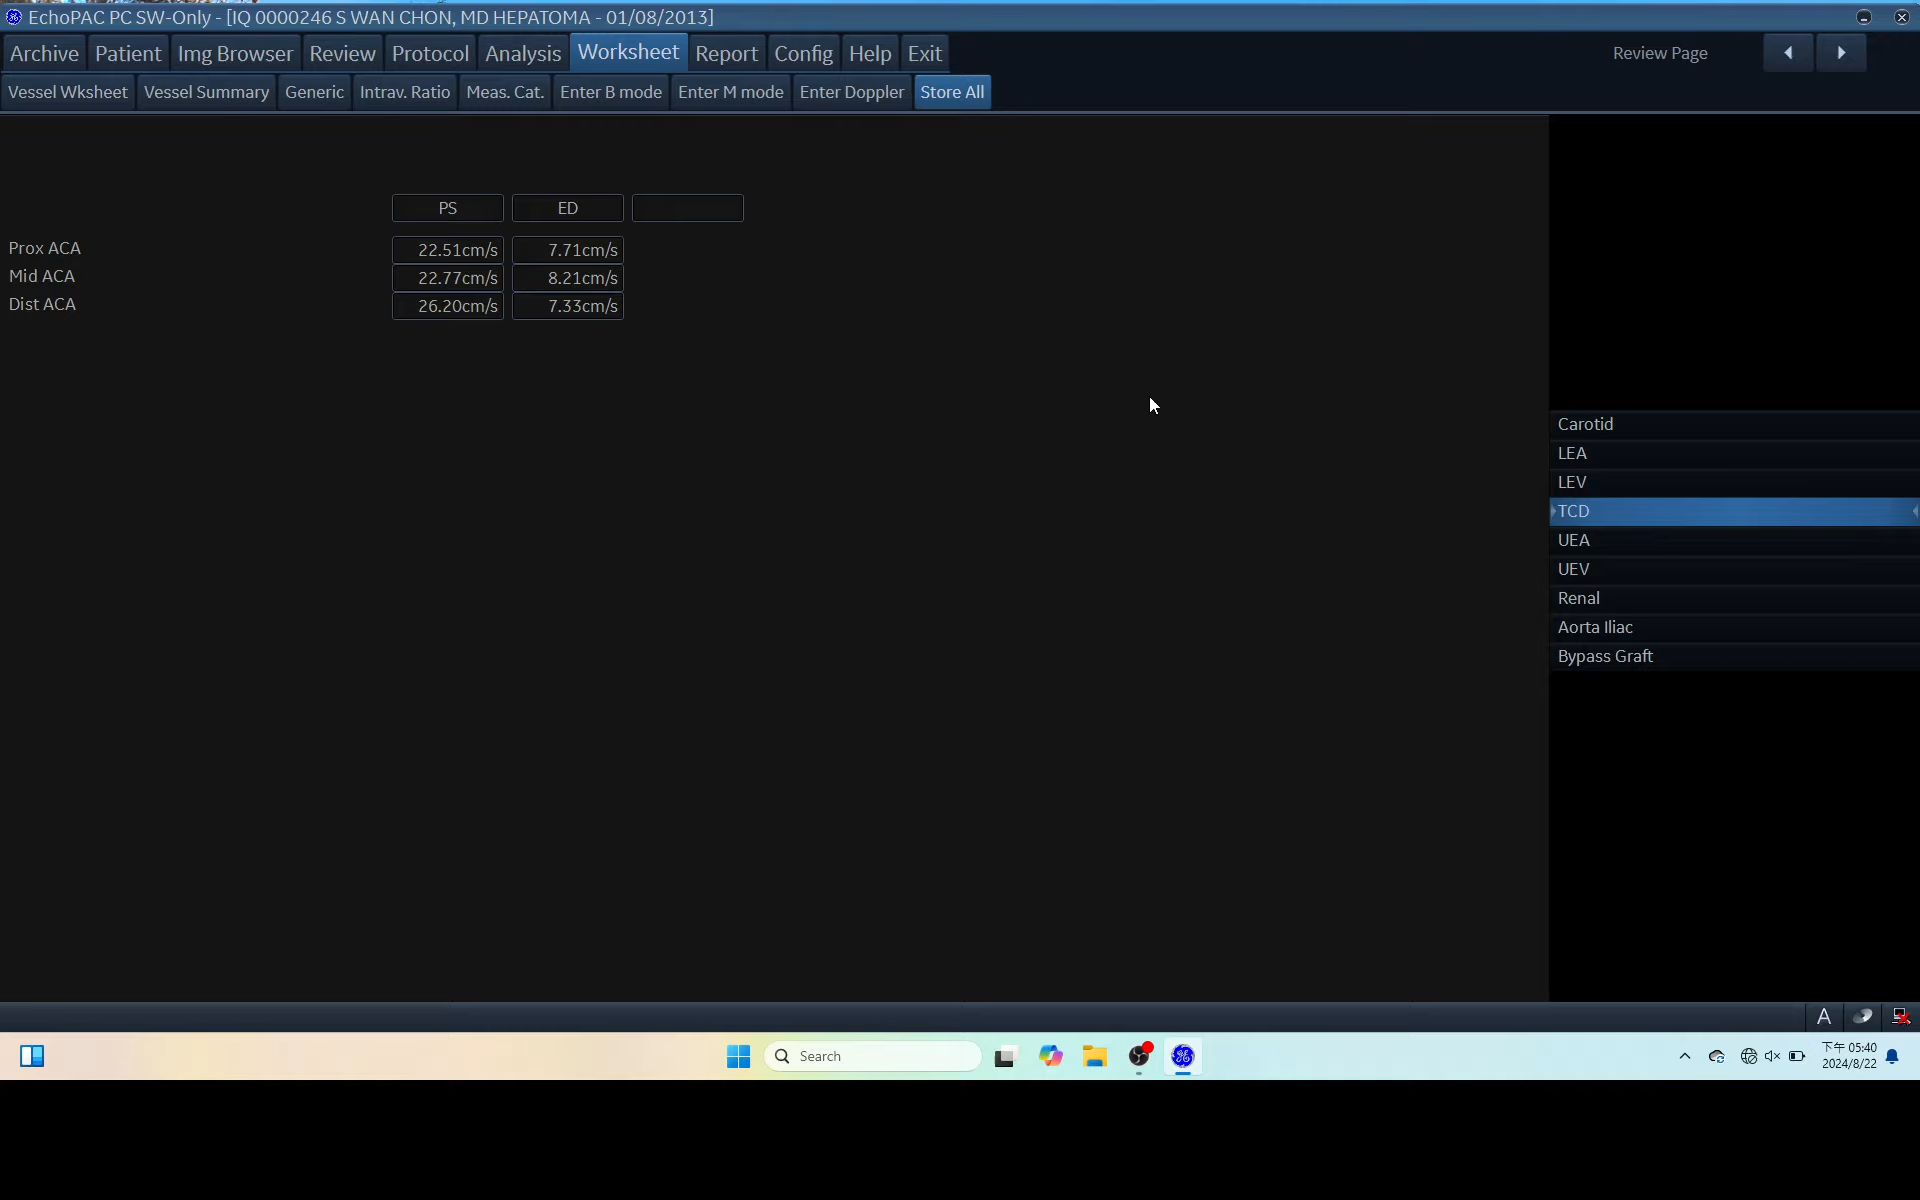 EchoPAC PC SW-Only - [IQ 0000246 S WAN CHON, MD HEPATOMA - 01/08/2013]
Archive Patient Img Browser Review Protocol Analysis Worksheet Report Config Help Exit Review Page
Vessel Wksheet Vessel Summary Generic Intrav. Ratio Meas. Cat. Enter B mode Enter M mode Enter Doppler Store All
PS ED
Prox ACA 22.51cm/s 7.71cm/s
Mid ACA 22.77cm/s 8.21cm/s
Dist ACA 26.20cm/s 7.33cm/s
Carotid
LEA
LEV
TCD
UEA
UEV
Renal
Aorta Iliac
Bypass Graft
A
Search
下午 05:40
2024/8/22